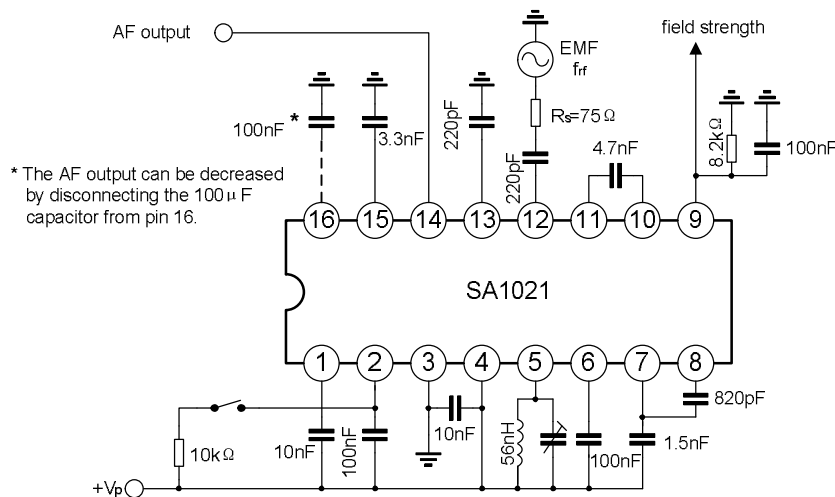 AF output
EMF
frf
field strength
100nF *
3.3nF
220pF
Rs=75Ω
220pF
4.7nF
8.2kΩ
100nF
* The AF output can be decreased
by disconnecting the 100μF
capacitor from pin 16.
16 15 14 13 12 11 10 9
SA1021
1 2 3 4 5 6 7 8
10kΩ
10nF
100nF
10nF
56nH
100nF
1.5nF
820pF
+Vp